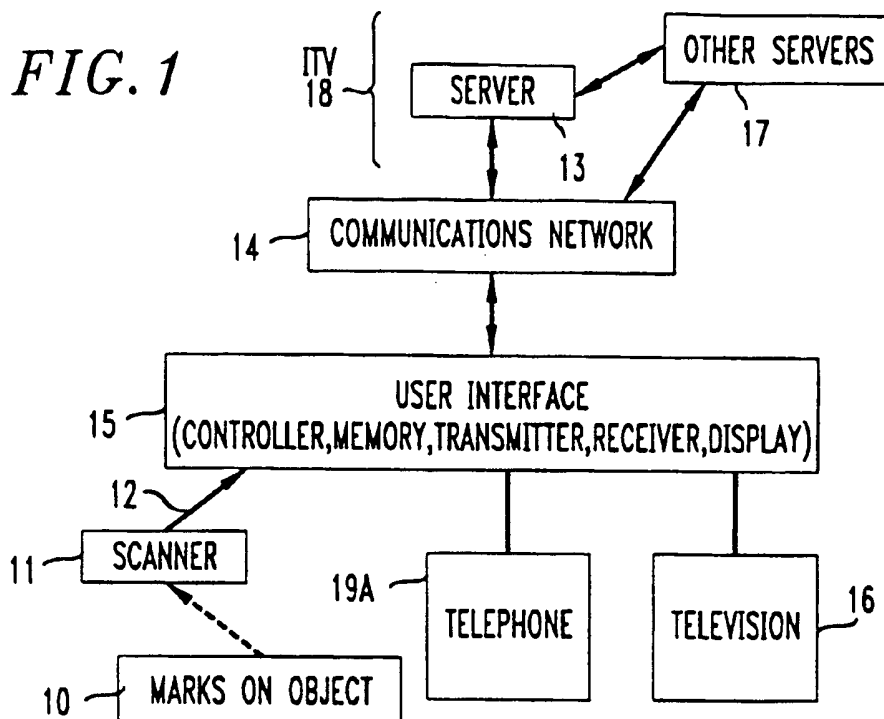 FIG. 1
ITV
18
SERVER
13
OTHER SERVERS
17
14
COMMUNICATIONS NETWORK
15
USER INTERFACE
(CONTROLLER,MEMORY,TRANSMITTER,RECEIVER,DISPLAY)
12
11
SCANNER
19A
TELEPHONE
TELEVISION
16
10
MARKS ON OBJECT